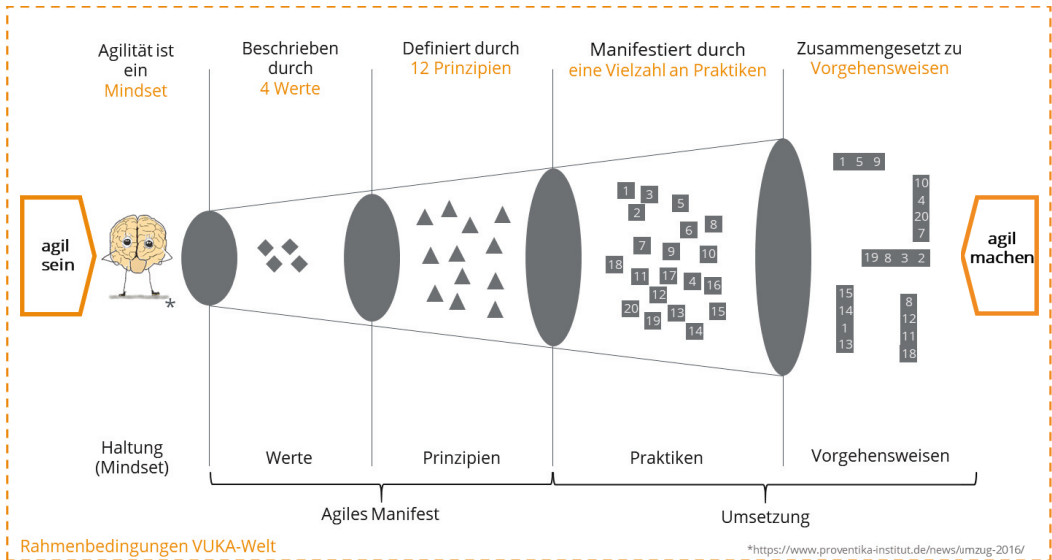 Agilität ist
ein
Mindset
Beschrieben
durch
4 Werte
Definiert durch
12 Prinzipien
Manifestiert durch
eine Vielzahl an Praktiken
Zusammengesetzt zu
Vorgehensweisen
agil
sein
*
1
3
2
5
6
8
7
9
10
18
11
17
4
16
12
20
19
13
15
14
1 5 9
10
4
20
7
19 8 3 2
15
14
1
13
8
12
11
18
agil
machen
Haltung
(Mindset)
Werte
Prinzipien
Praktiken
Vorgehensweisen
Agiles Manifest
Umsetzung
Rahmenbedingungen VUKA-Welt
*https://www.proventika-institut.de/news/umzug-2016/